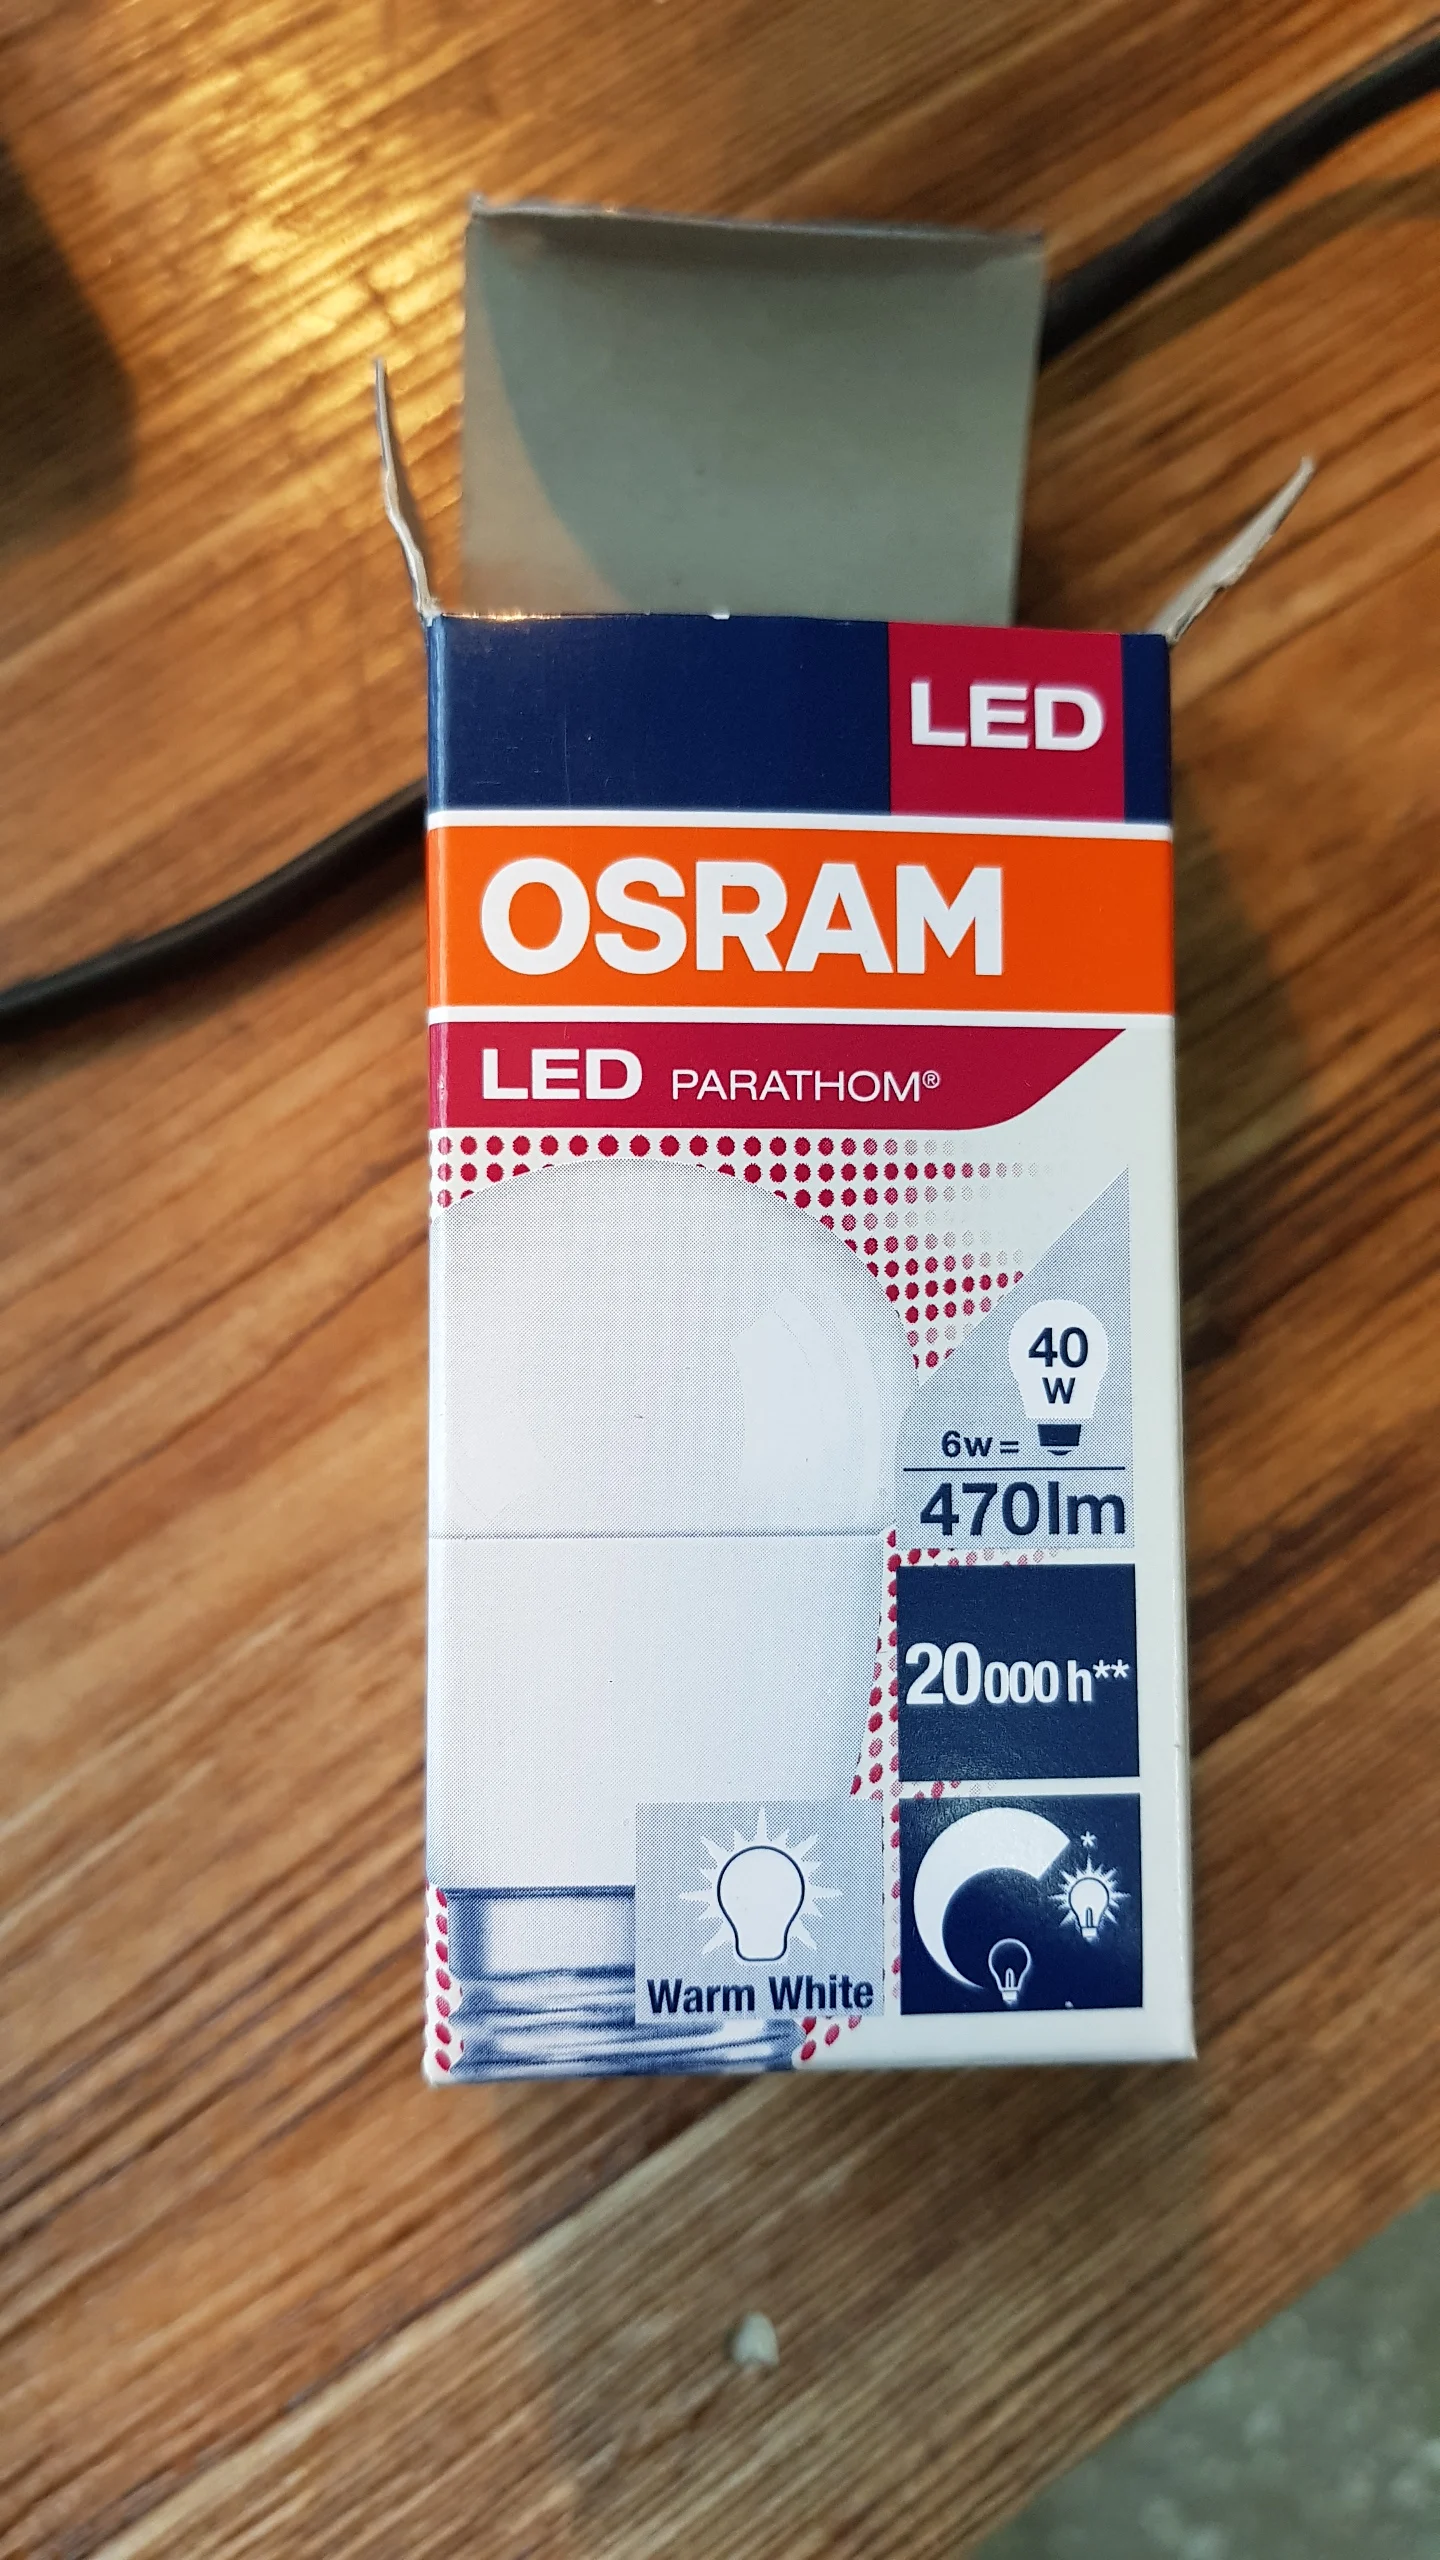 LED
OSRAM
LED PARATHOM®
40
W
6w=
470lm
20000 h**
*
Warm White